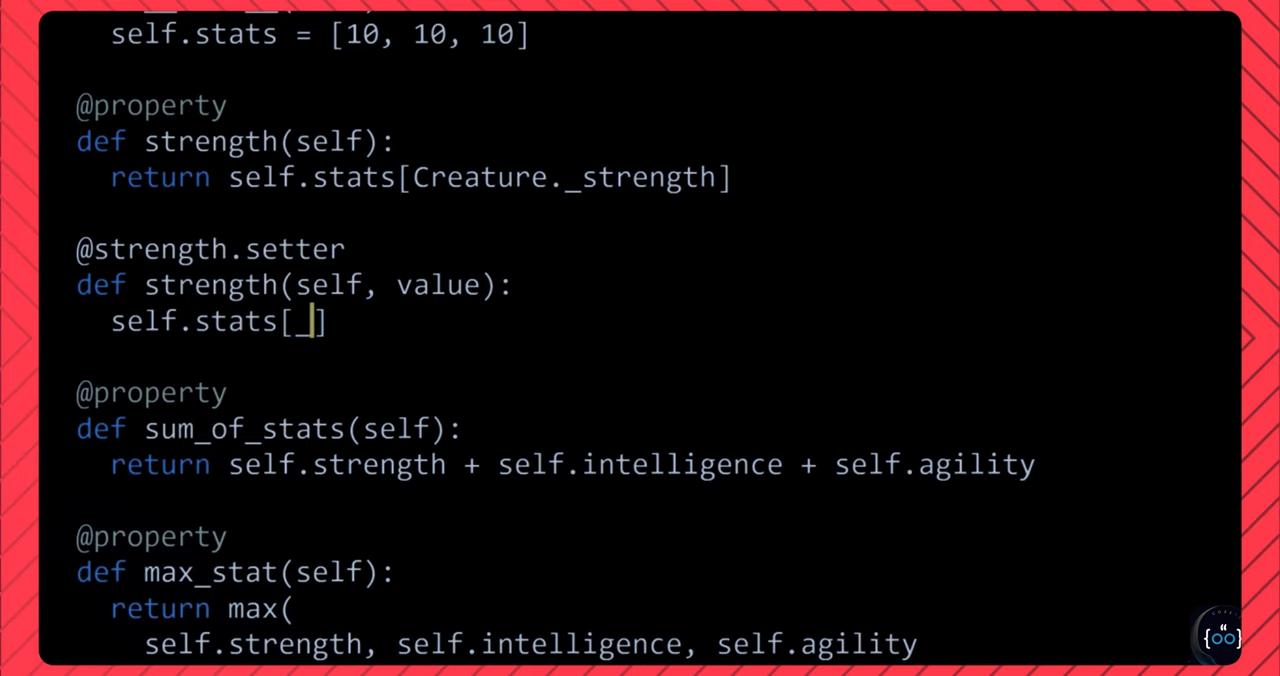 self.stats = [10, 10, 10]
@property
def strength(self):
return self.stats[Creature._strength]
@strength.setter
def strength(self, value):
self.stats[_]
@property
def sum_of_stats(self):
return self.strength + self.intelligence + self.agility
@property
def max_stat(self):
return max(
self.strength, self.intelligence, self.agility